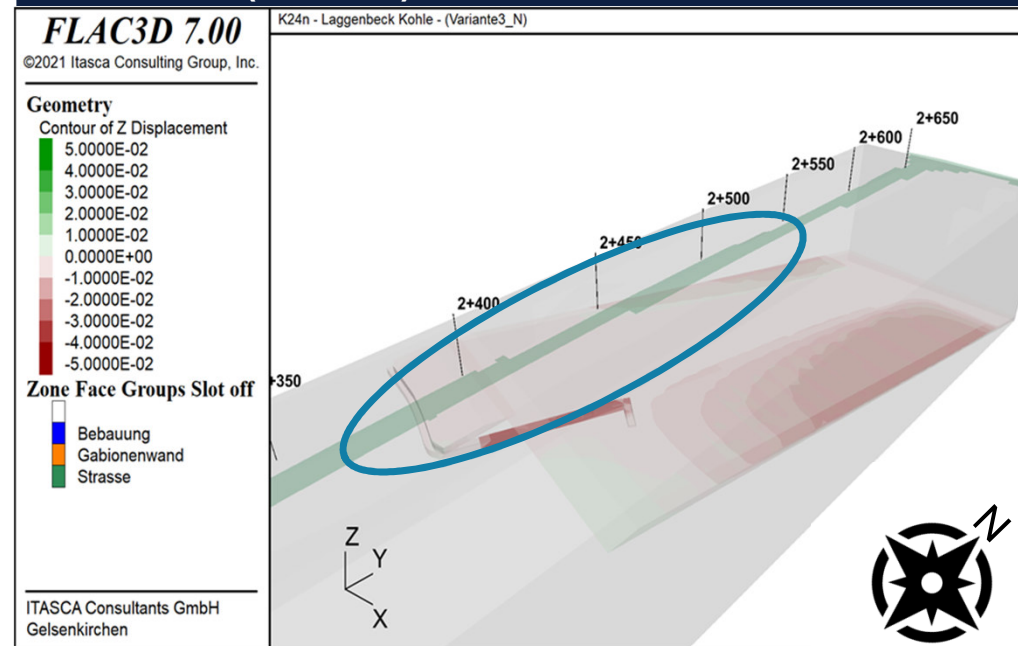 FLAC3D 7.00
©2021 Itasca Consulting Group, Inc.
Geometry
Contour of Z Displacement
5.0000E-02
4.0000E-02
3.0000E-02
2.0000E-02
1.0000E-02
0.0000E+00
-1.0000E-02
-2.0000E-02
-3.0000E-02
-4.0000E-02
-5.0000E-02
Zone Face Groups Slot off
Bebauung
Gabionenwand
Strasse
ITASCA Consultants GmbH
Gelsenkirchen
K24n - Laggenbeck Kohle - (Variante3_N)
2+650
2+600
2+550
2+500
2+450
2+400
+350
Z
Y
X
N